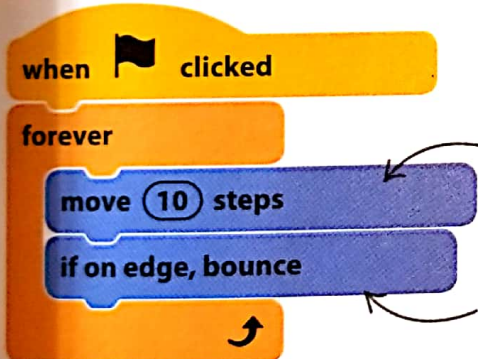 when clicked
forever
move 10 steps
if on edge, bounce